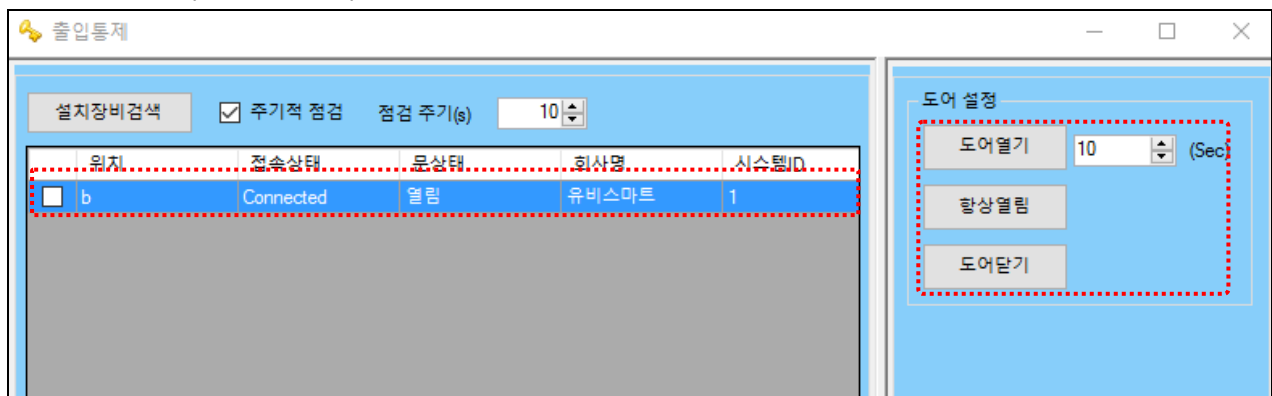 출입통제
설치장비검색 주기적 점검 점검 주기(s) 10
위치 접속상태 문상태 회사명 시스템ID
b Connected 열림 유비스마트 1
도어 설정
도어열기 10 (Sec)
항상열림
도어닫기